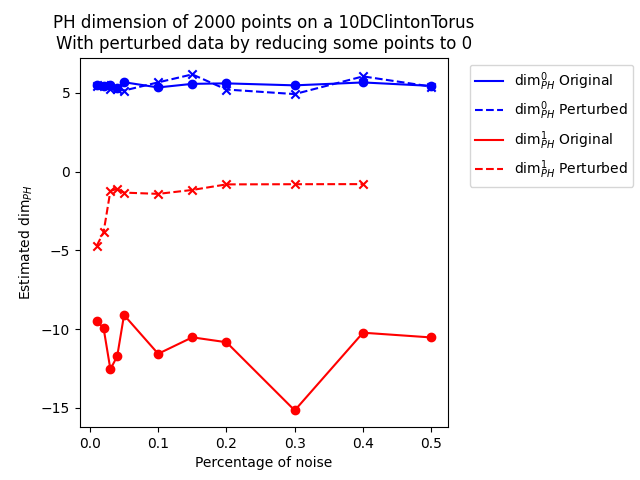 PH dimension of 2000 points on a 10DClintonTorus
With perturbed data by reducing some points to 0
dim⁰_PH Original
dim⁰_PH Perturbed
dim¹_PH Original
dim¹_PH Perturbed
Estimated dim_PH
5
0
−5
−10
−15
0.0 0.1 0.2 0.3 0.4 0.5
Percentage of noise